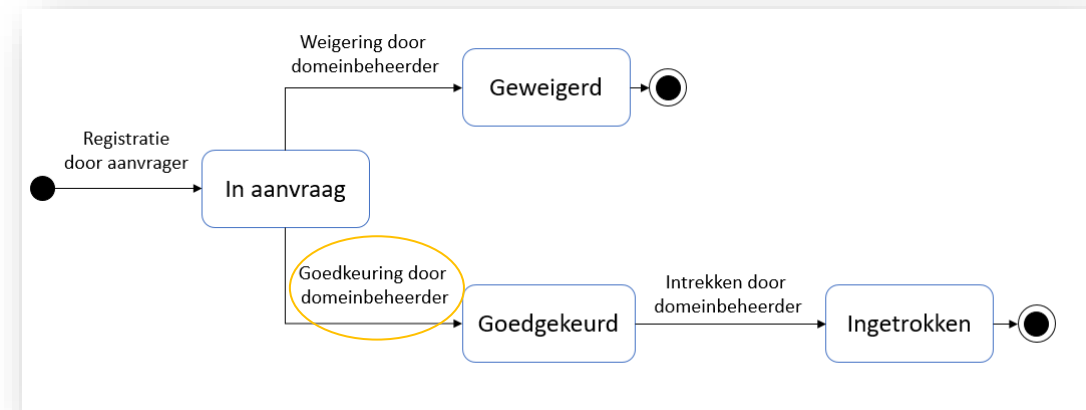 Weigering door
domeinbeheerder
Geweigerd
Registratie
door aanvrager
In aanvraag
Goedkeuring door
domeinbeheerder
Goedgekeurd
Intrekken door
domeinbeheerder
Ingetrokken